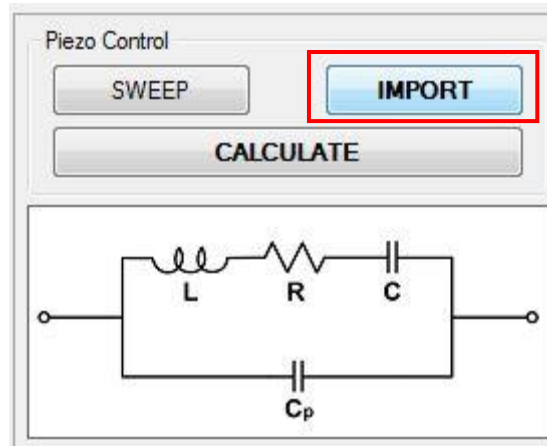 Piezo Control
SWEEP IMPORT
CALCULATE
L R C
Cp